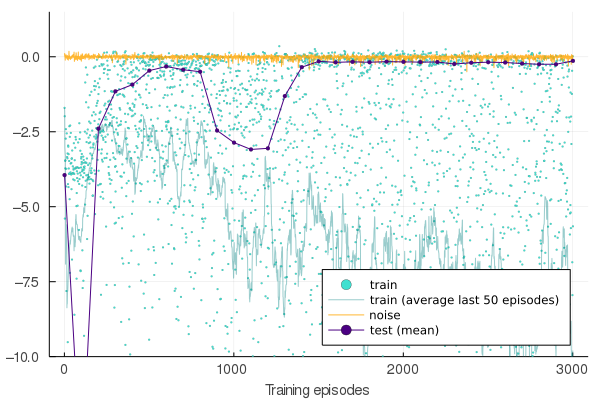 0.0
−2.5
−5.0
−7.5
−10.0
0
1000
2000
3000
Training episodes
train
train (average last 50 episodes)
noise
test (mean)